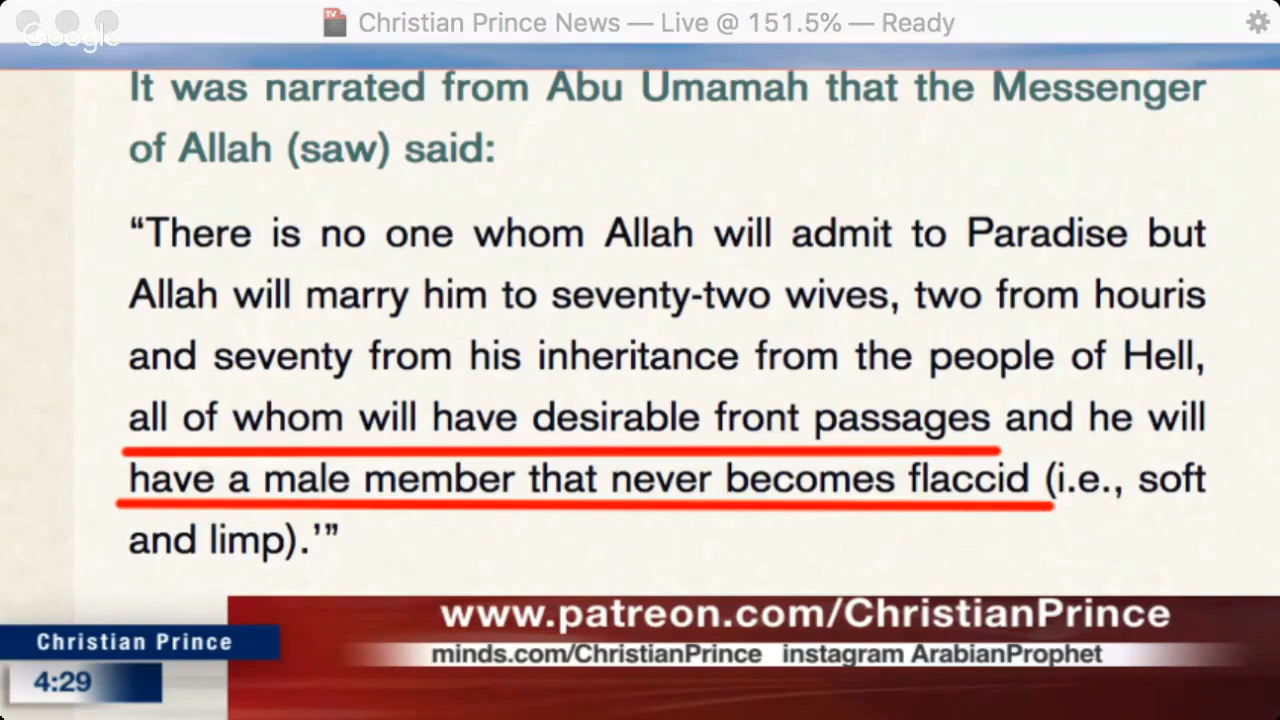 Christian Prince News — Live @ 151.5% — Ready
Google
It was narrated from Abu Umamah that the Messenger
of Allah (saw) said:
“There is no one whom Allah will admit to Paradise but
Allah will marry him to seventy-two wives, two from houris
and seventy from his inheritance from the people of Hell,
all of whom will have desirable front passages and he will
have a male member that never becomes flaccid (i.e., soft
and limp).’”
www.patreon.com/ChristianPrince
Christian Prince
minds.com/ChristianPrince instagram ArabianProphet
4:29